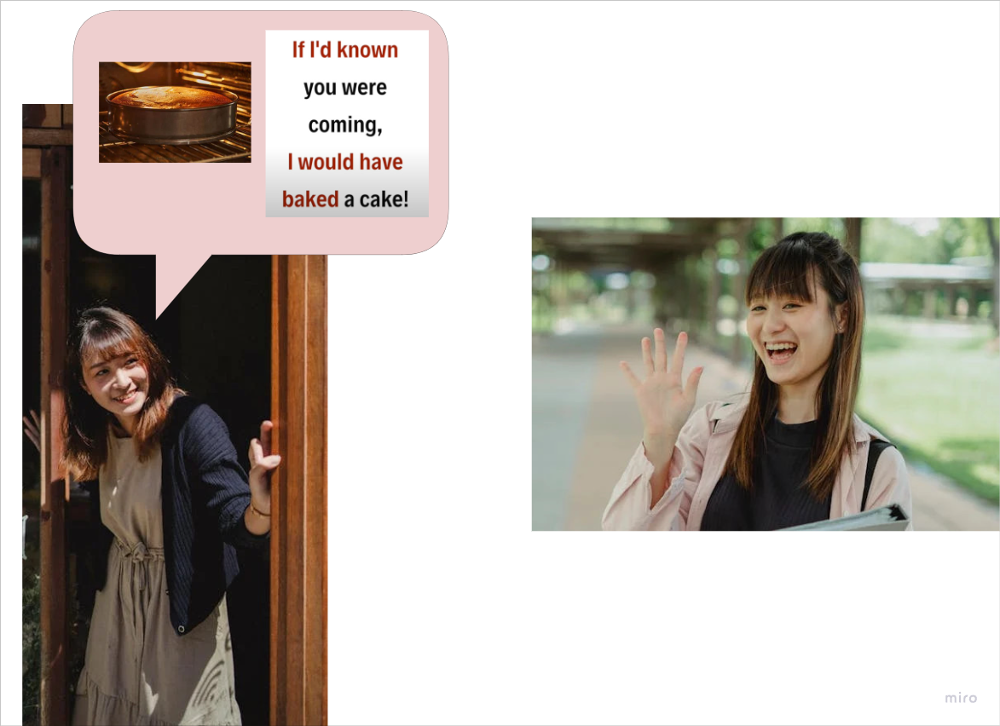 If I'd known
you were
coming,
I would have
baked a cake!
miro